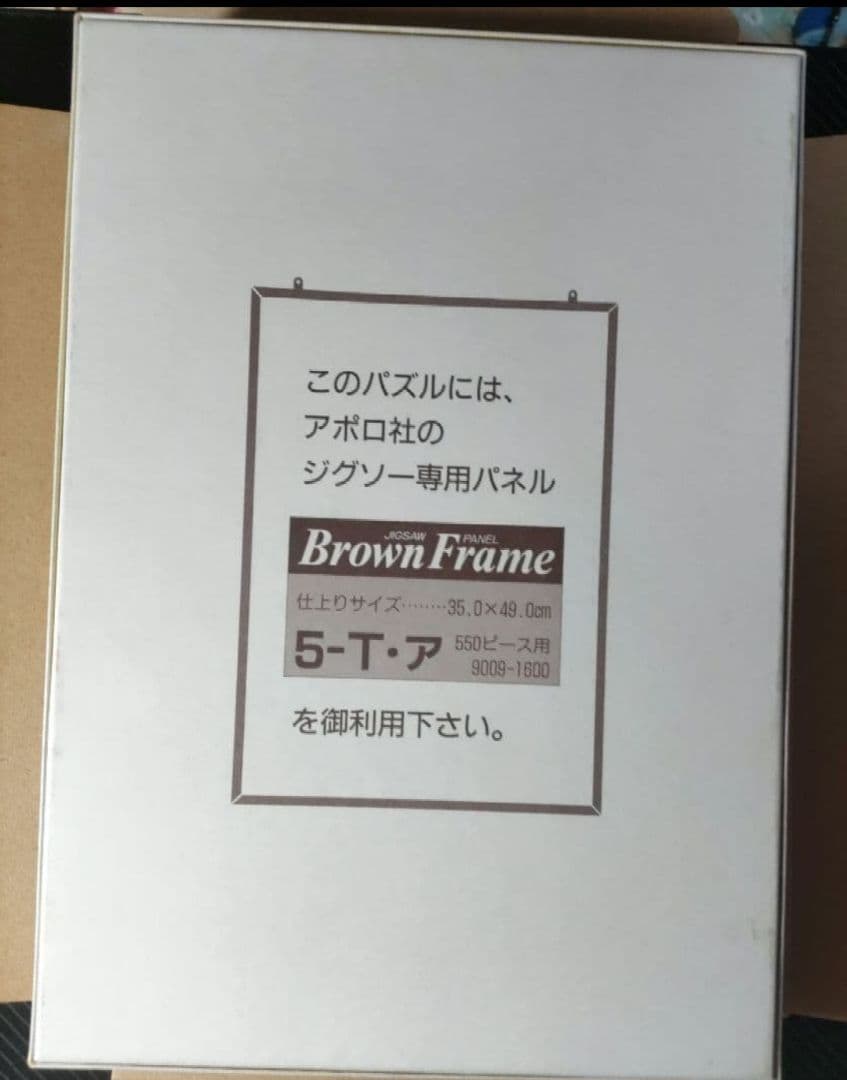 このパズルには、
アポロ社の
ジグソー専用パネル
JIGSAW PANEL
Brown Frame
仕上りサイズ‥‥‥‥35.0×49.0cm
5-T・ア 550ピース用
9009-1600
を御利用下さい。